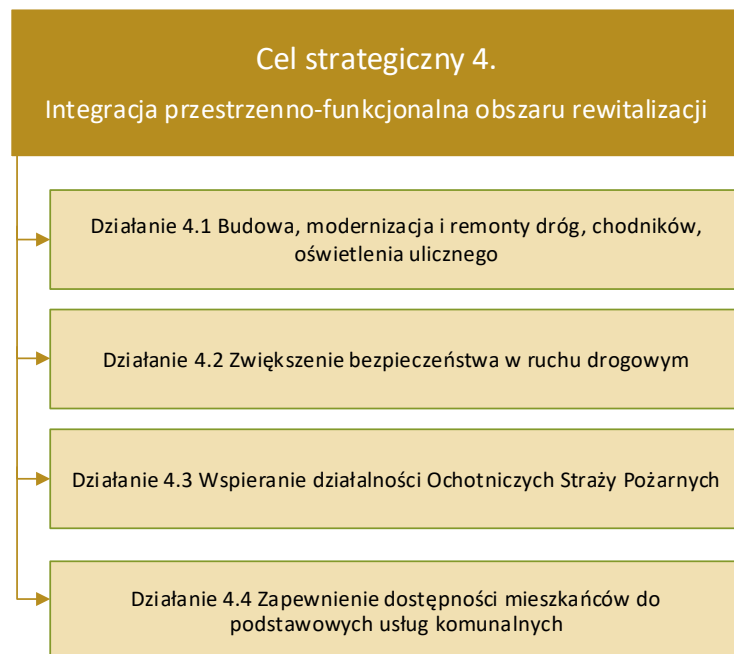 Cel strategiczny 4.
Integracja przestrzenno-funkcjonalna obszaru rewitalizacji
Działanie 4.1 Budowa, modernizacja i remonty dróg, chodników,
oświetlenia ulicznego
Działanie 4.2 Zwiększenie bezpieczeństwa w ruchu drogowym
Działanie 4.3 Wspieranie działalności Ochotniczych Straży Pożarnych
Działanie 4.4 Zapewnienie dostępności mieszkańców do
podstawowych usług komunalnych